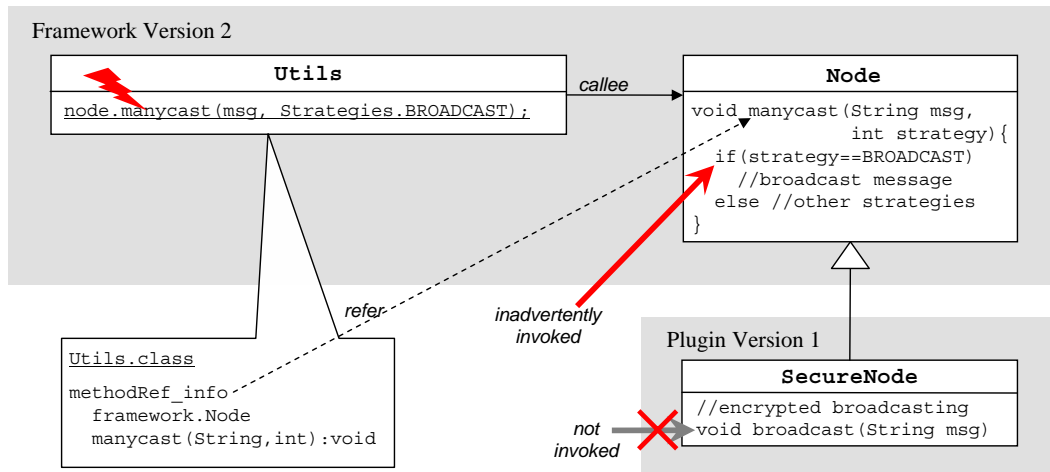 Framework Version 2
Utils
node.manycast(msg, Strategies.BROADCAST);
callee
Node
void manycast(String msg,
int strategy){
if(strategy==BROADCAST)
//broadcast message
else //other strategies
}
refer
inadvertently
invoked
Utils.class
methodRef_info
framework.Node
manycast(String,int):void
Plugin Version 1
SecureNode
//encrypted broadcasting
void broadcast(String msg)
not
invoked